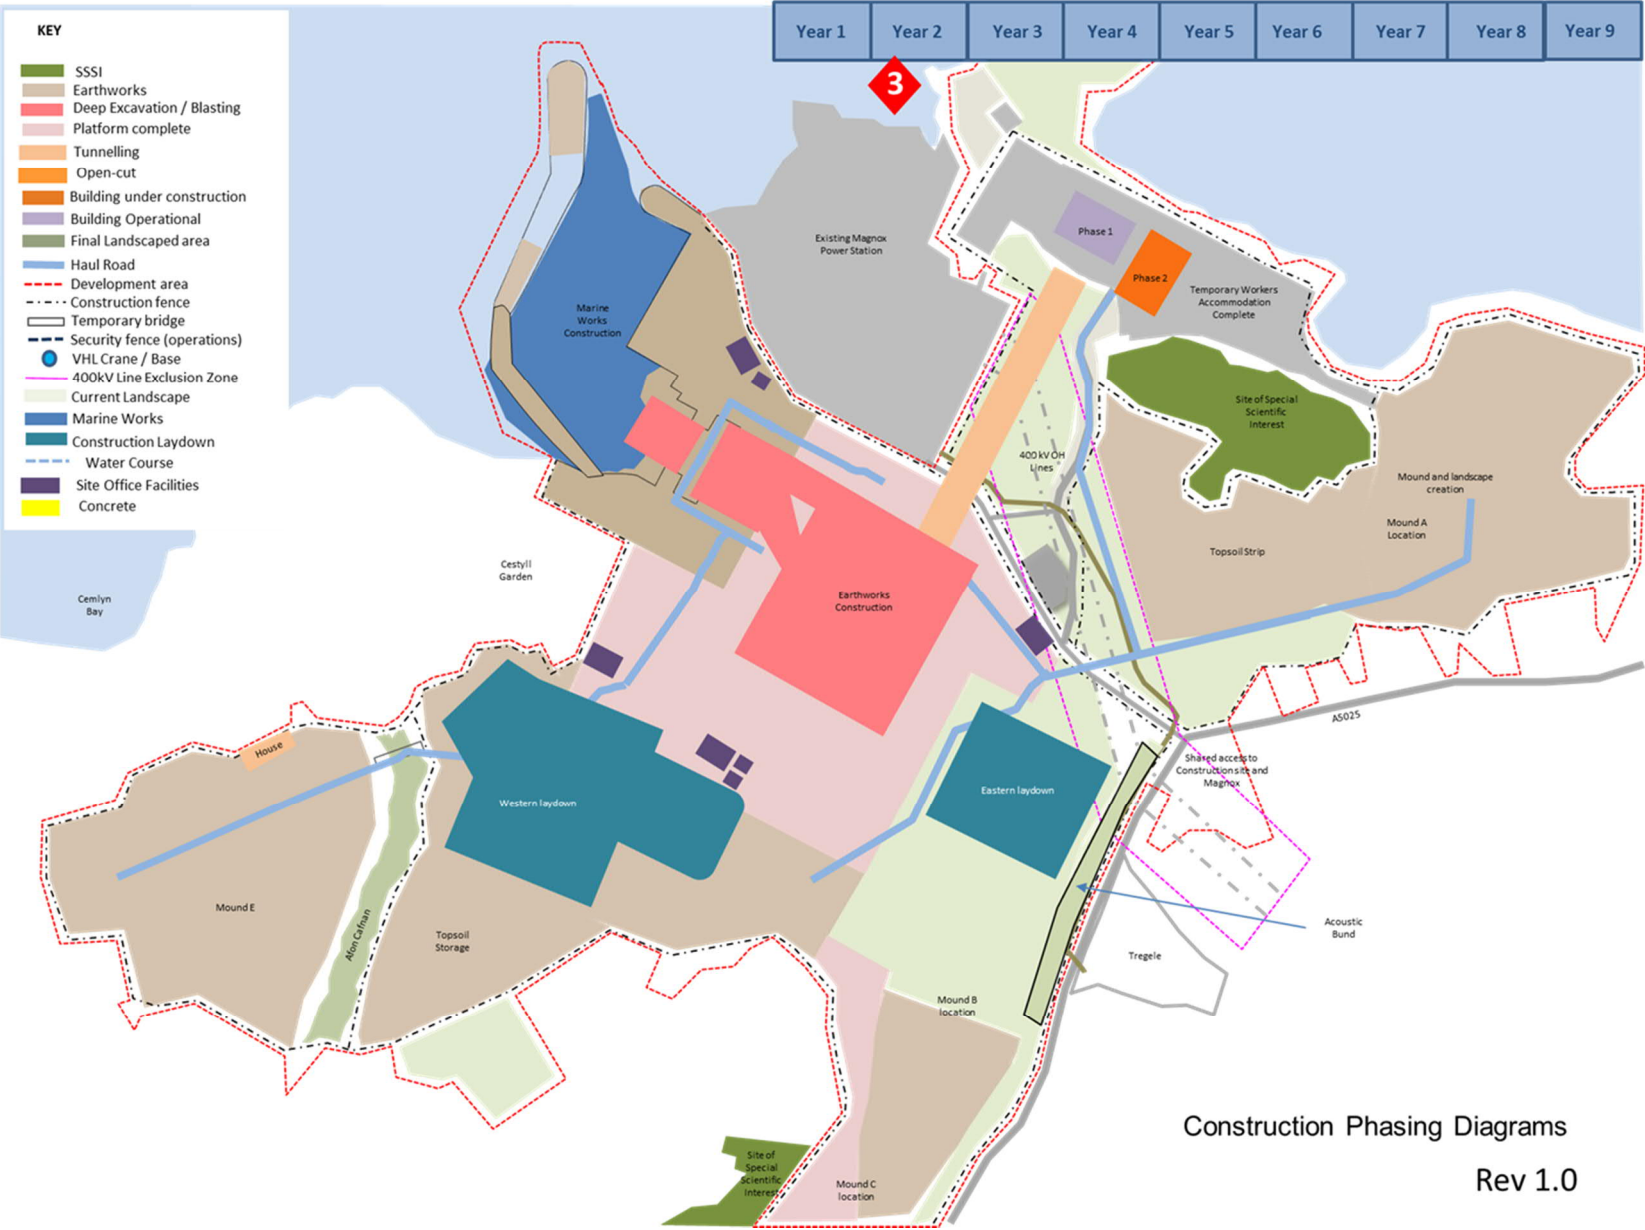 Year 1 Year 2 Year 3 Year 4 Year 5 Year 6 Year 7 Year 8 Year 9
3
KEY
SSSI
Earthworks
Deep Excavation / Blasting
Platform complete
Tunnelling
Open-cut
Building under construction
Building Operational
Final Landscaped area
Haul Road
Development area
Construction fence
Temporary bridge
Security fence (operations)
VHL Crane / Base
400kV Line Exclusion Zone
Current Landscape
Marine Works
Construction Laydown
Water Course
Site Office Facilities
Concrete
Existing Magnox
Power Station
Phase 1
Phase 2
Temporary Workers
Accommodation
Complete
Marine
Works
Construction
Site of Special
Scientific
Interest
400 kV OH
Lines
Mound and landscape
creation
Mound A
Location
Topsoil Strip
Cestyll
Garden
Cemlyn
Bay
Earthworks
Construction
A5025
House
Shared access to
Construction site and
Magnox
Western laydown
Eastern laydown
Mound E
Afon Cafnan
Topsoil
Storage
Acoustic
Bund
Tregele
Mound B
location
Construction Phasing Diagrams
Rev 1.0
Site of
Special
Scientific
Interest
Mound C
location